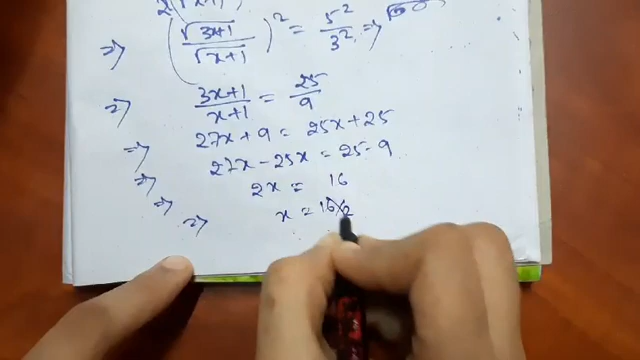 => (√3x+1 / √x+1)² = 5²/3² =>
=> 3x+1 / x+1 = 25/9
=> 27x + 9 = 25x + 25
=> 27x - 25x = 25 - 9
=> 2x = 16
=> x = 16/2